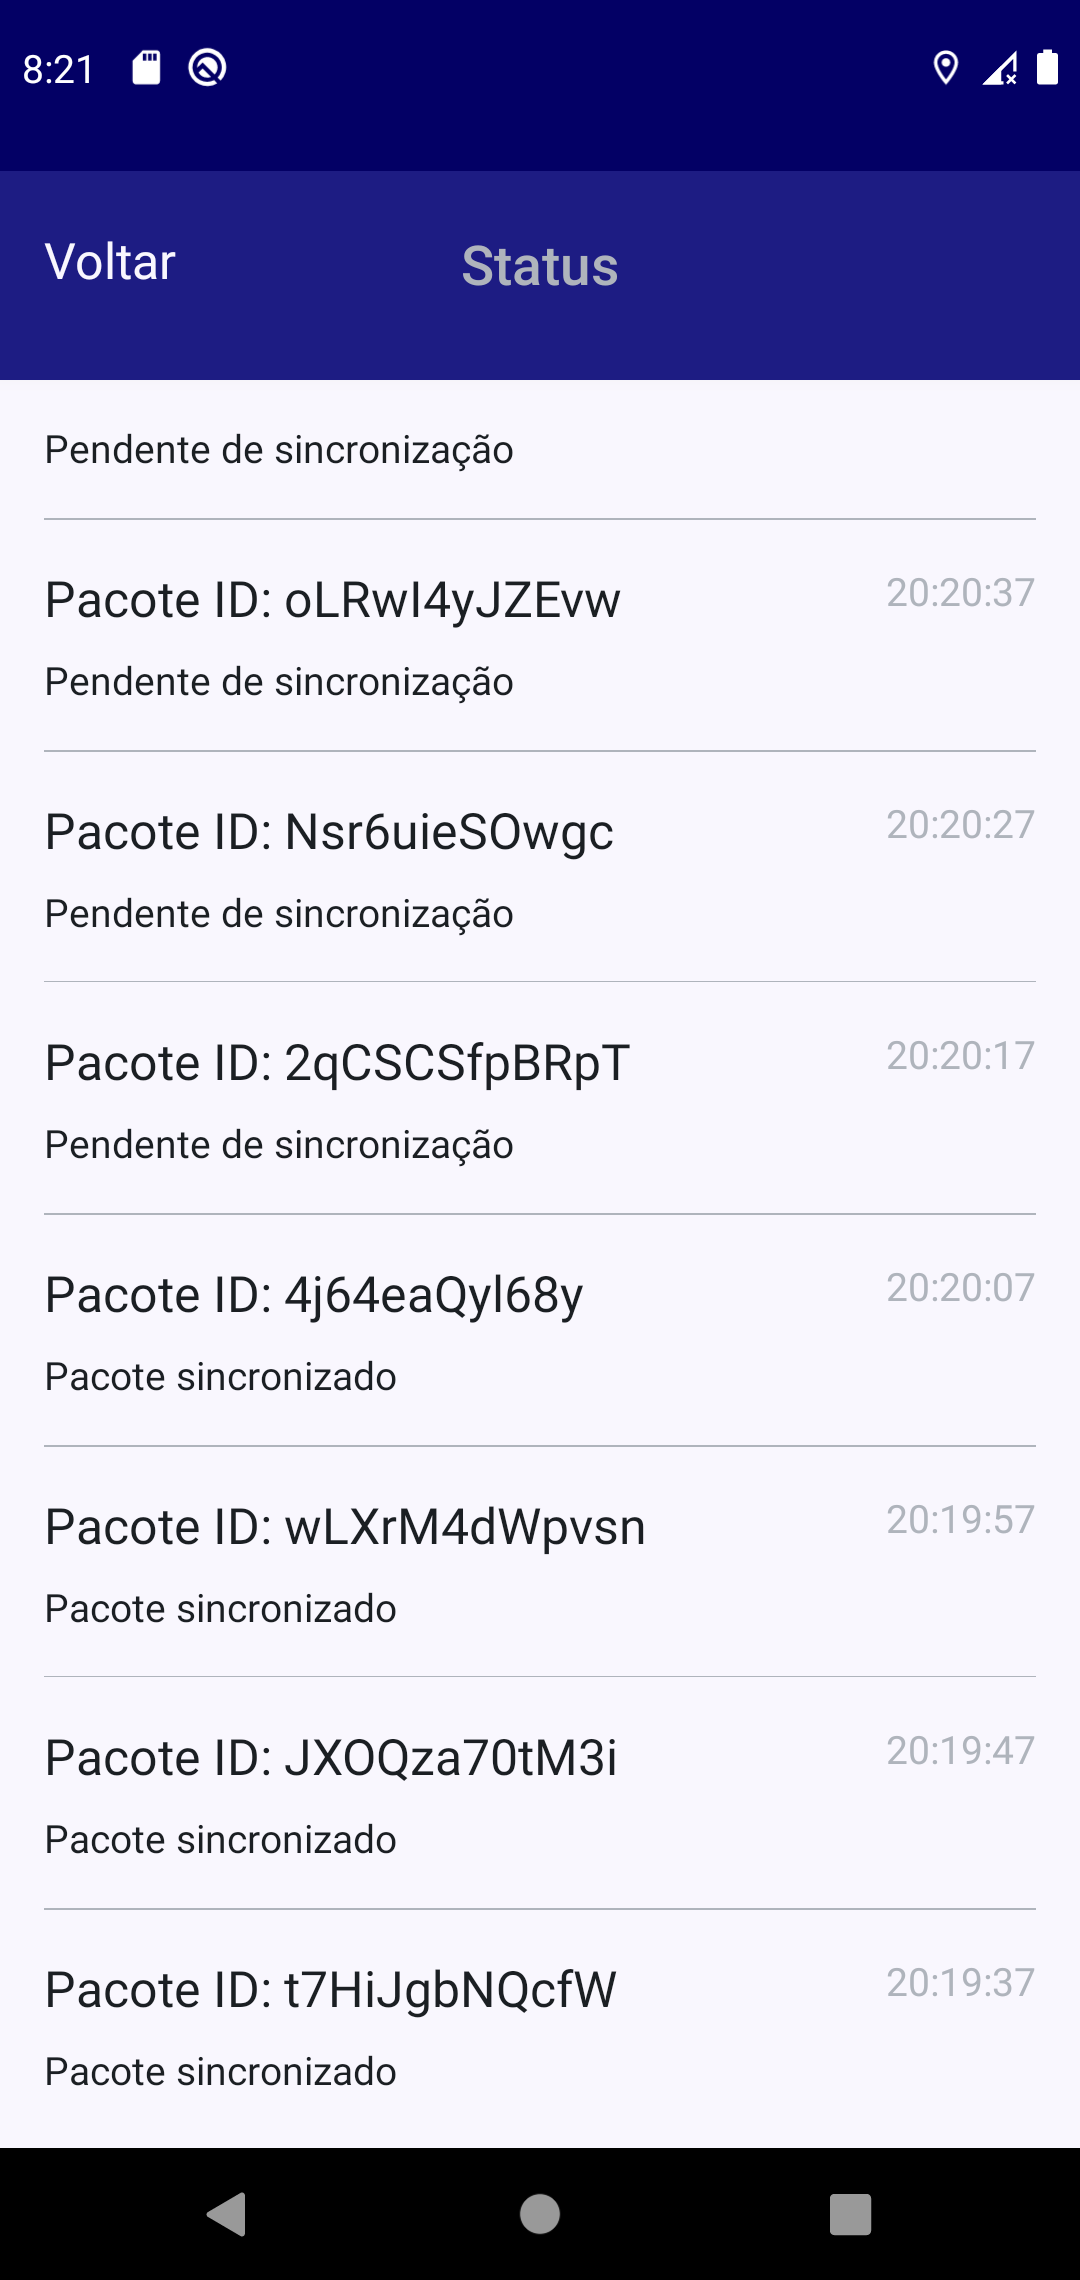 8:21
Voltar
Status
Pendente de sincronização
Pacote ID: oLRwI4yJZEvw 20:20:37
Pendente de sincronização
Pacote ID: Nsr6uieSOwgc 20:20:27
Pendente de sincronização
Pacote ID: 2qCSCSfpBRpT 20:20:17
Pendente de sincronização
Pacote ID: 4j64eaQyl68y 20:20:07
Pacote sincronizado
Pacote ID: wLXrM4dWpvsn 20:19:57
Pacote sincronizado
Pacote ID: JXOQza70tM3i 20:19:47
Pacote sincronizado
Pacote ID: t7HiJgbNQcfW 20:19:37
Pacote sincronizado